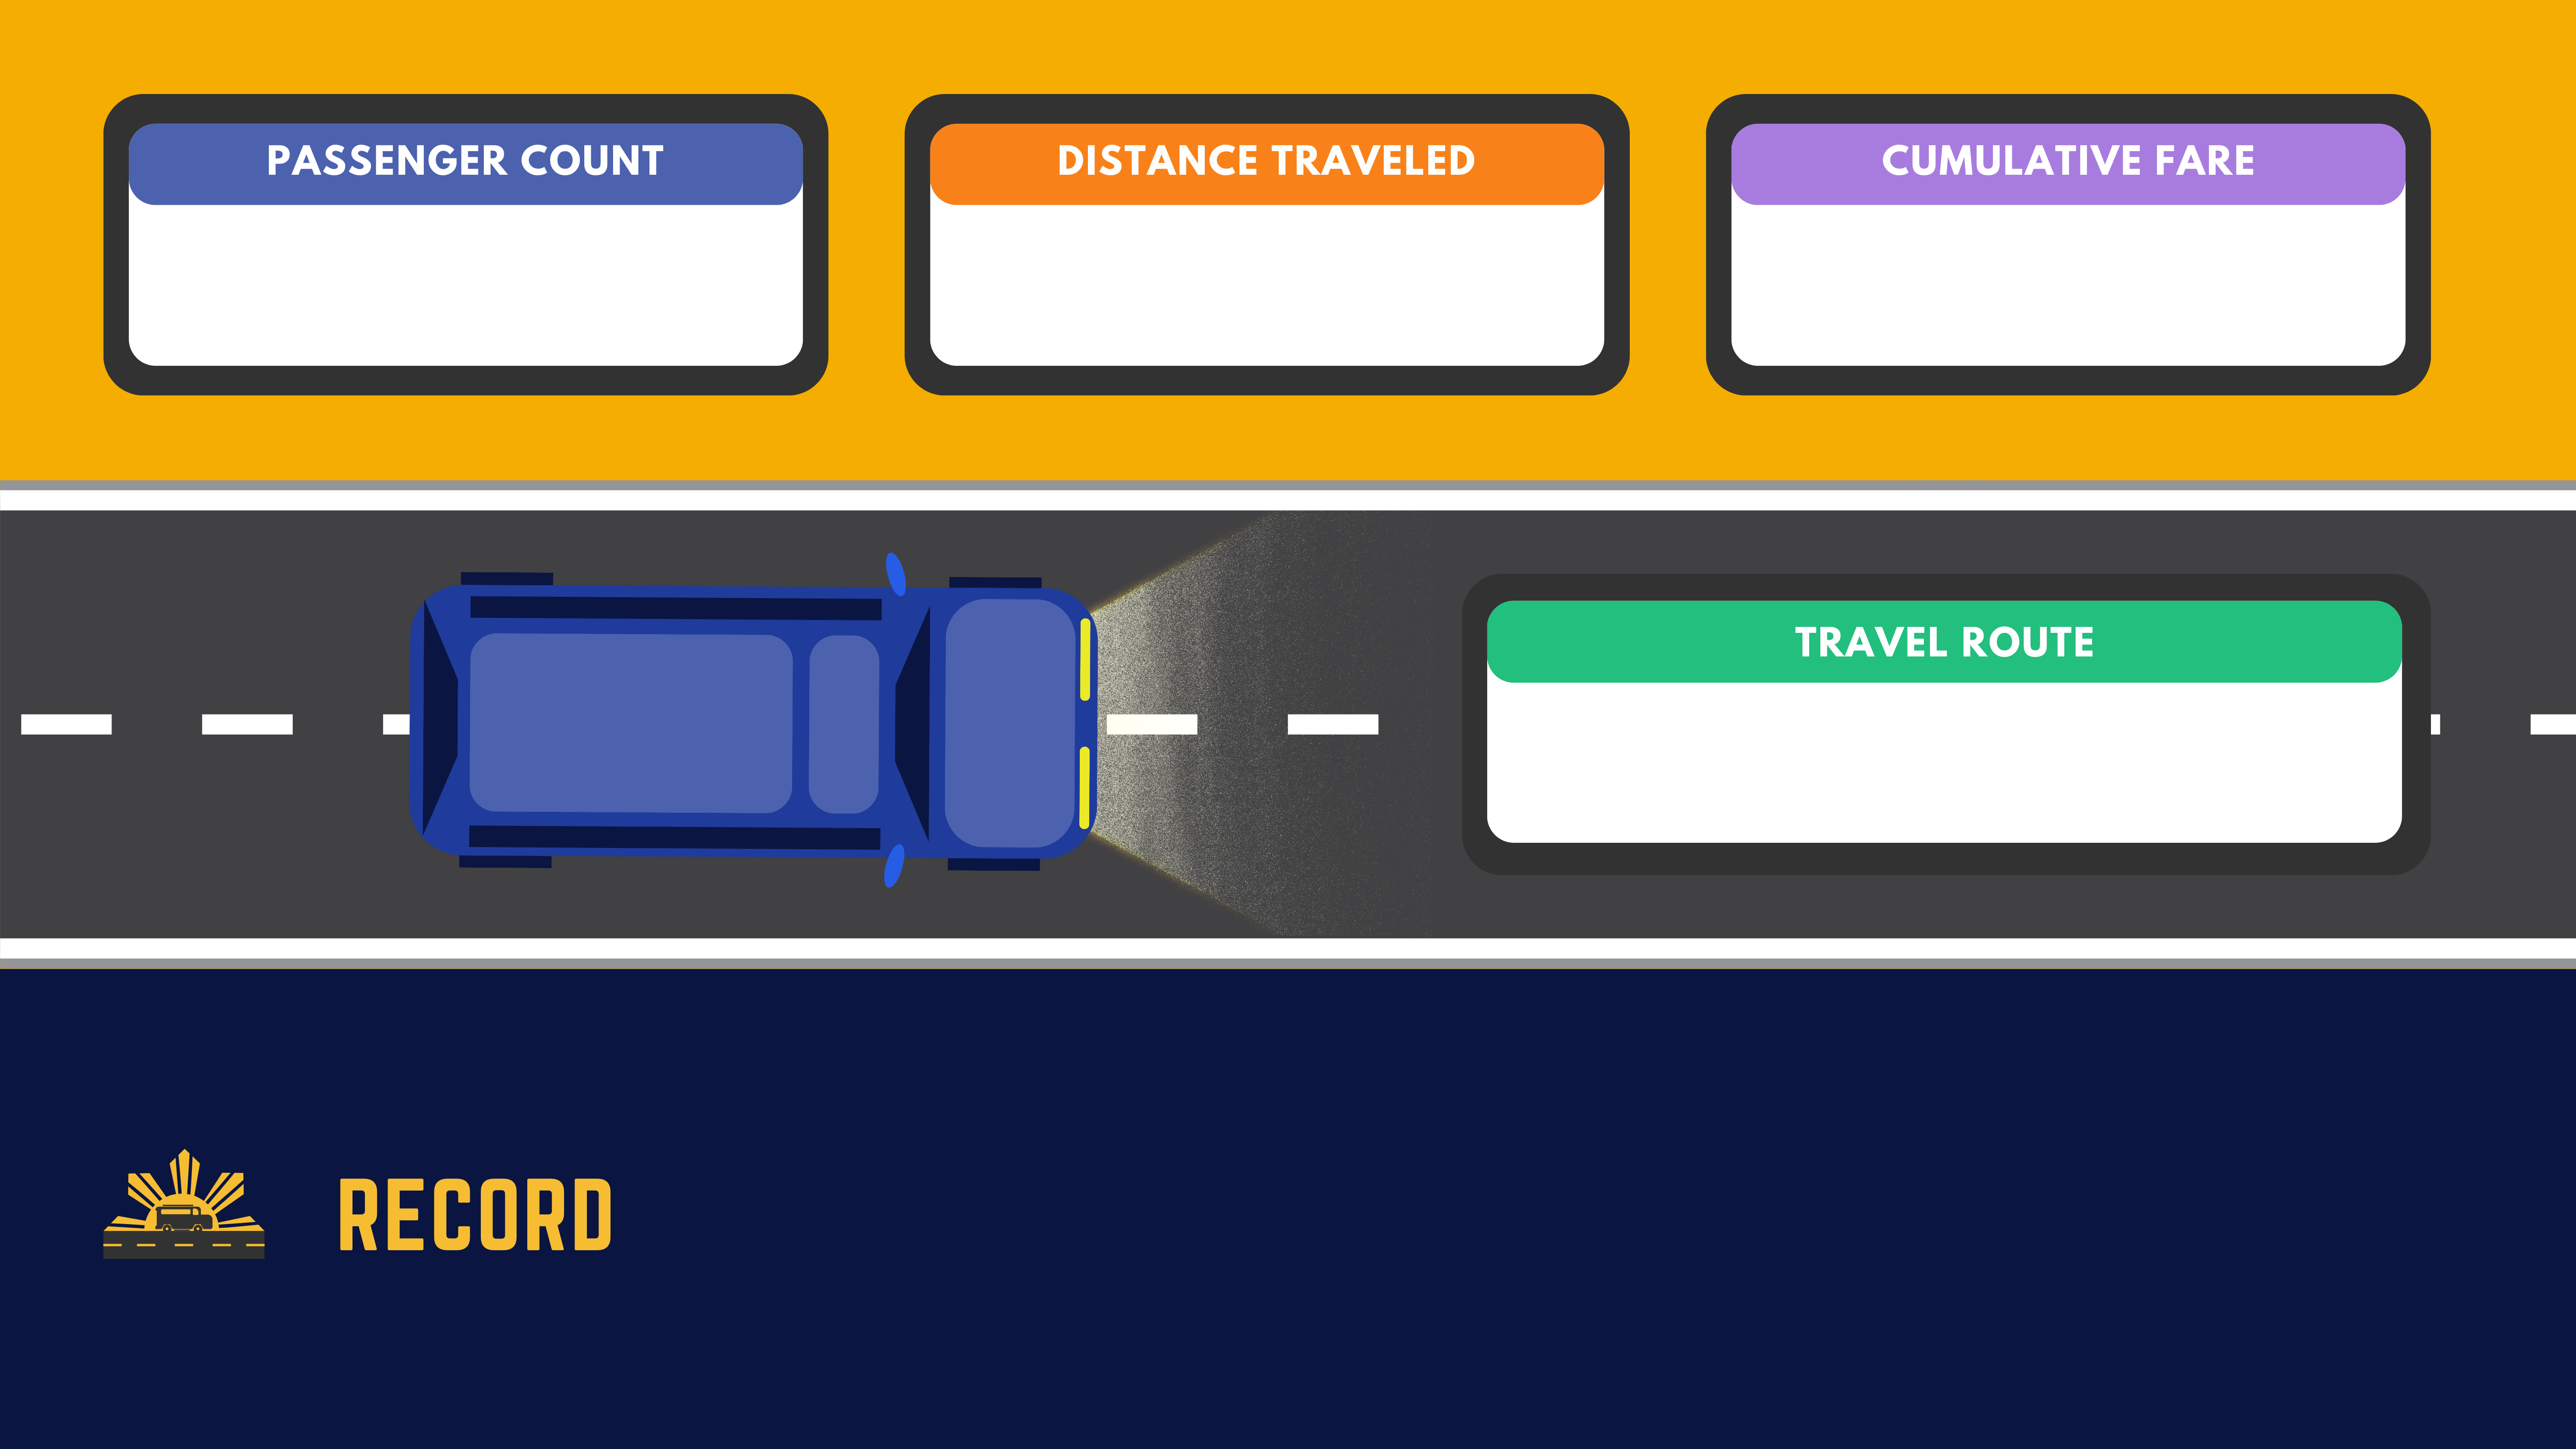 PASSENGER COUNT
DISTANCE TRAVELED
CUMULATIVE FARE
TRAVEL ROUTE
RECORD